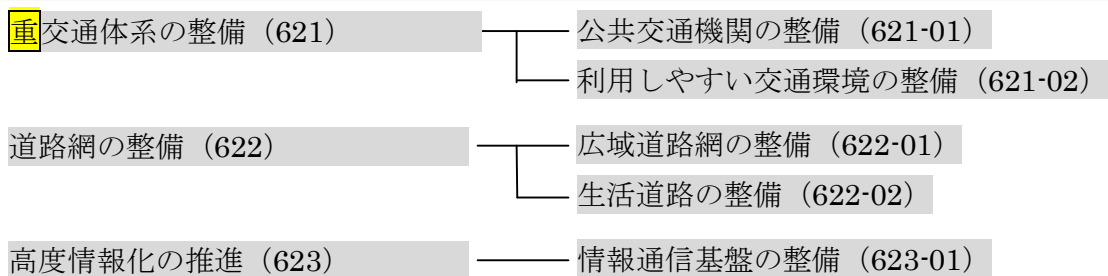 重交通体系の整備（621） 公共交通機関の整備（621-01）
利用しやすい交通環境の整備（621-02）
道路網の整備（622） 広域道路網の整備（622-01）
生活道路の整備（622-02）
高度情報化の推進（623） 情報通信基盤の整備（623-01）